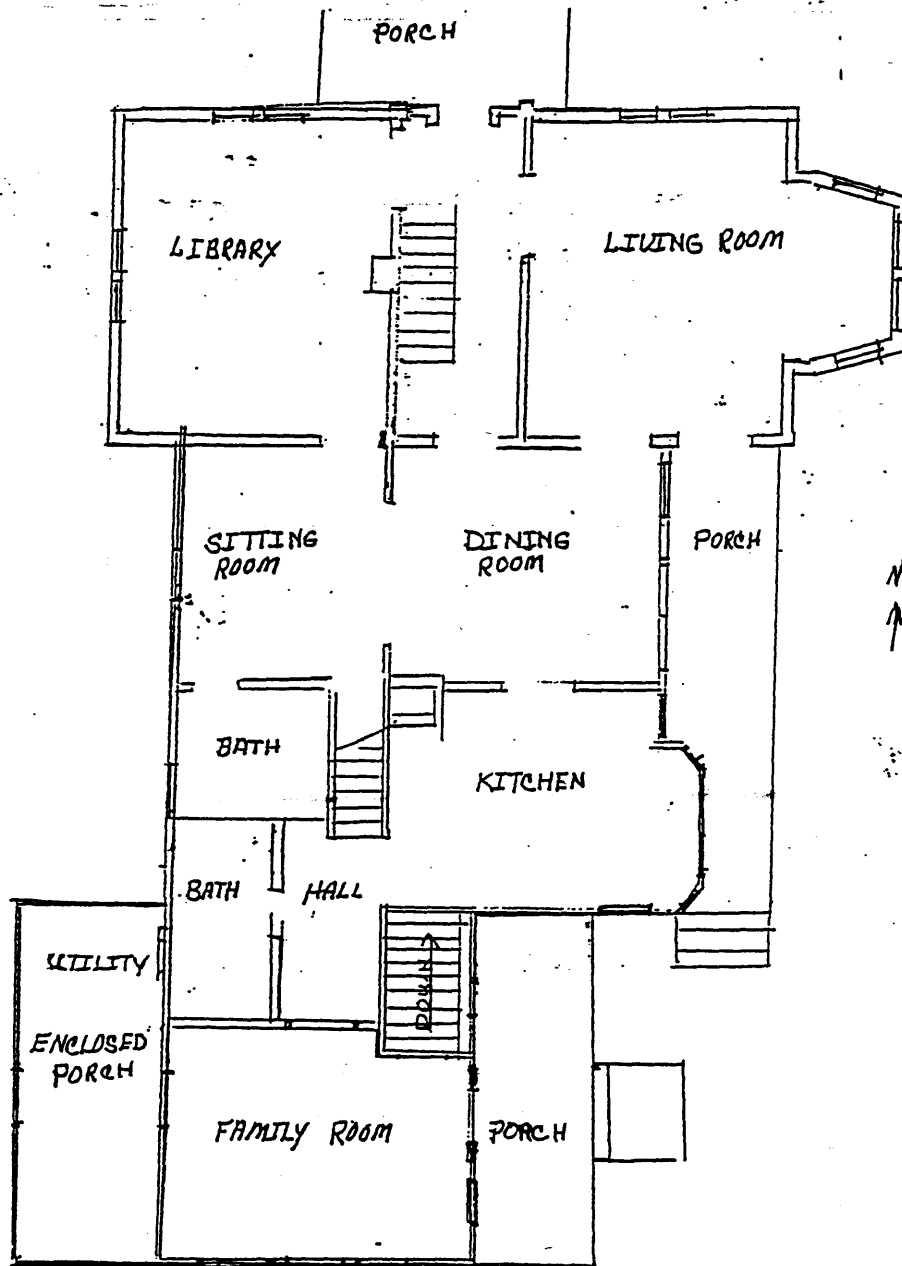 PORCH
LIBRARY
LIVING ROOM
SITTING
ROOM
DINING
ROOM
PORCH
N
BATH
KITCHEN
BATH
HALL
UTILITY
DOWN
ENCLOSED
PORCH
FAMILY ROOM
PORCH